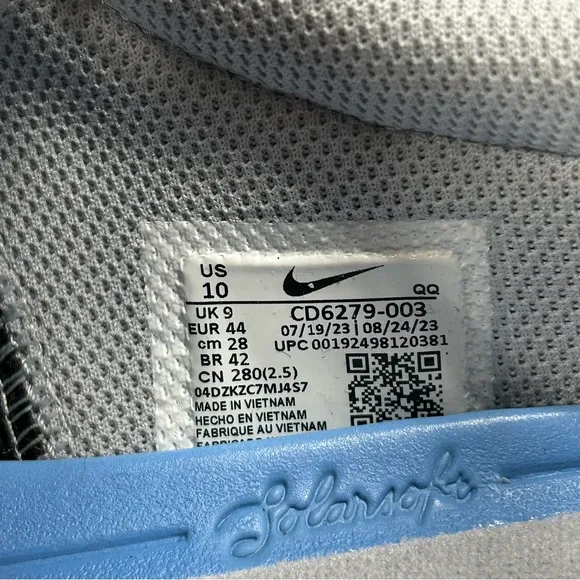 US
10
QQ
UK 9
CD6279-003
EUR 44
07/19/23 | 08/24/23
cm 28
UPC 00192498120381
BR 42
CN 280(2.5)
04DZKZC7MJ4S7
MADE IN VIETNAM
HECHO EN VIETNAM
FABRIQUE AU VIETNAM
Solarsoft